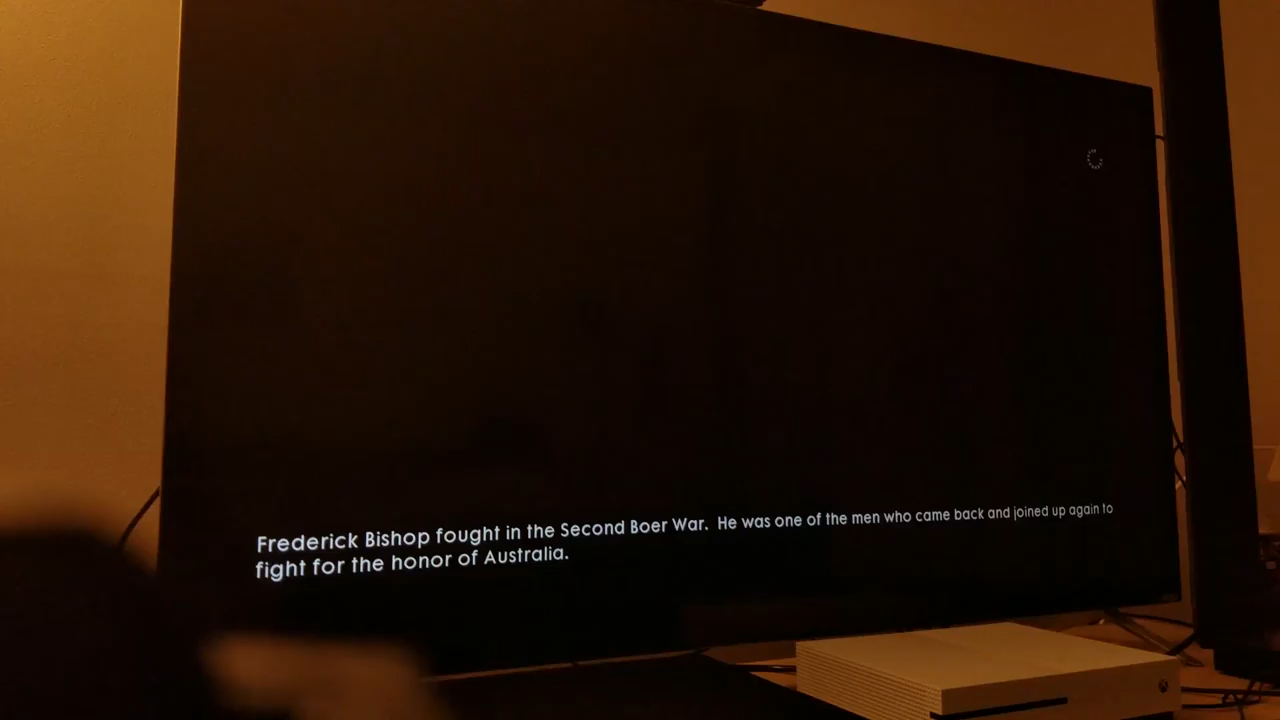 Frederick Bishop fought in the Second Boer War. He was one of the men who came back and joined up again to
fight for the honor of Australia.